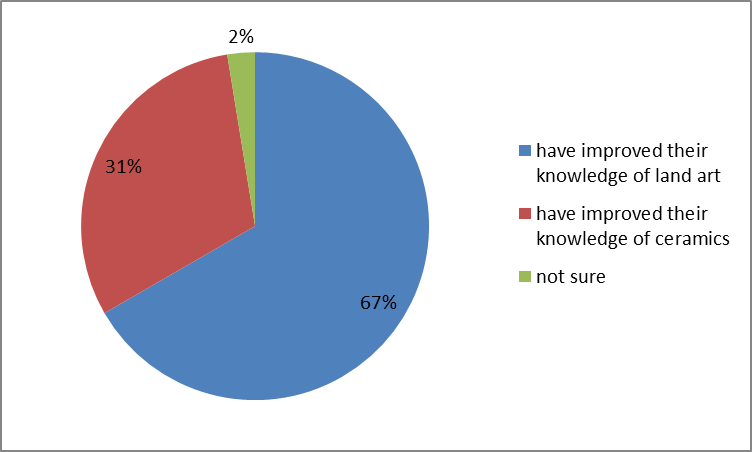 2%
31%
67%
have improved their
knowledge of land art
have improved their
knowledge of ceramics
not sure